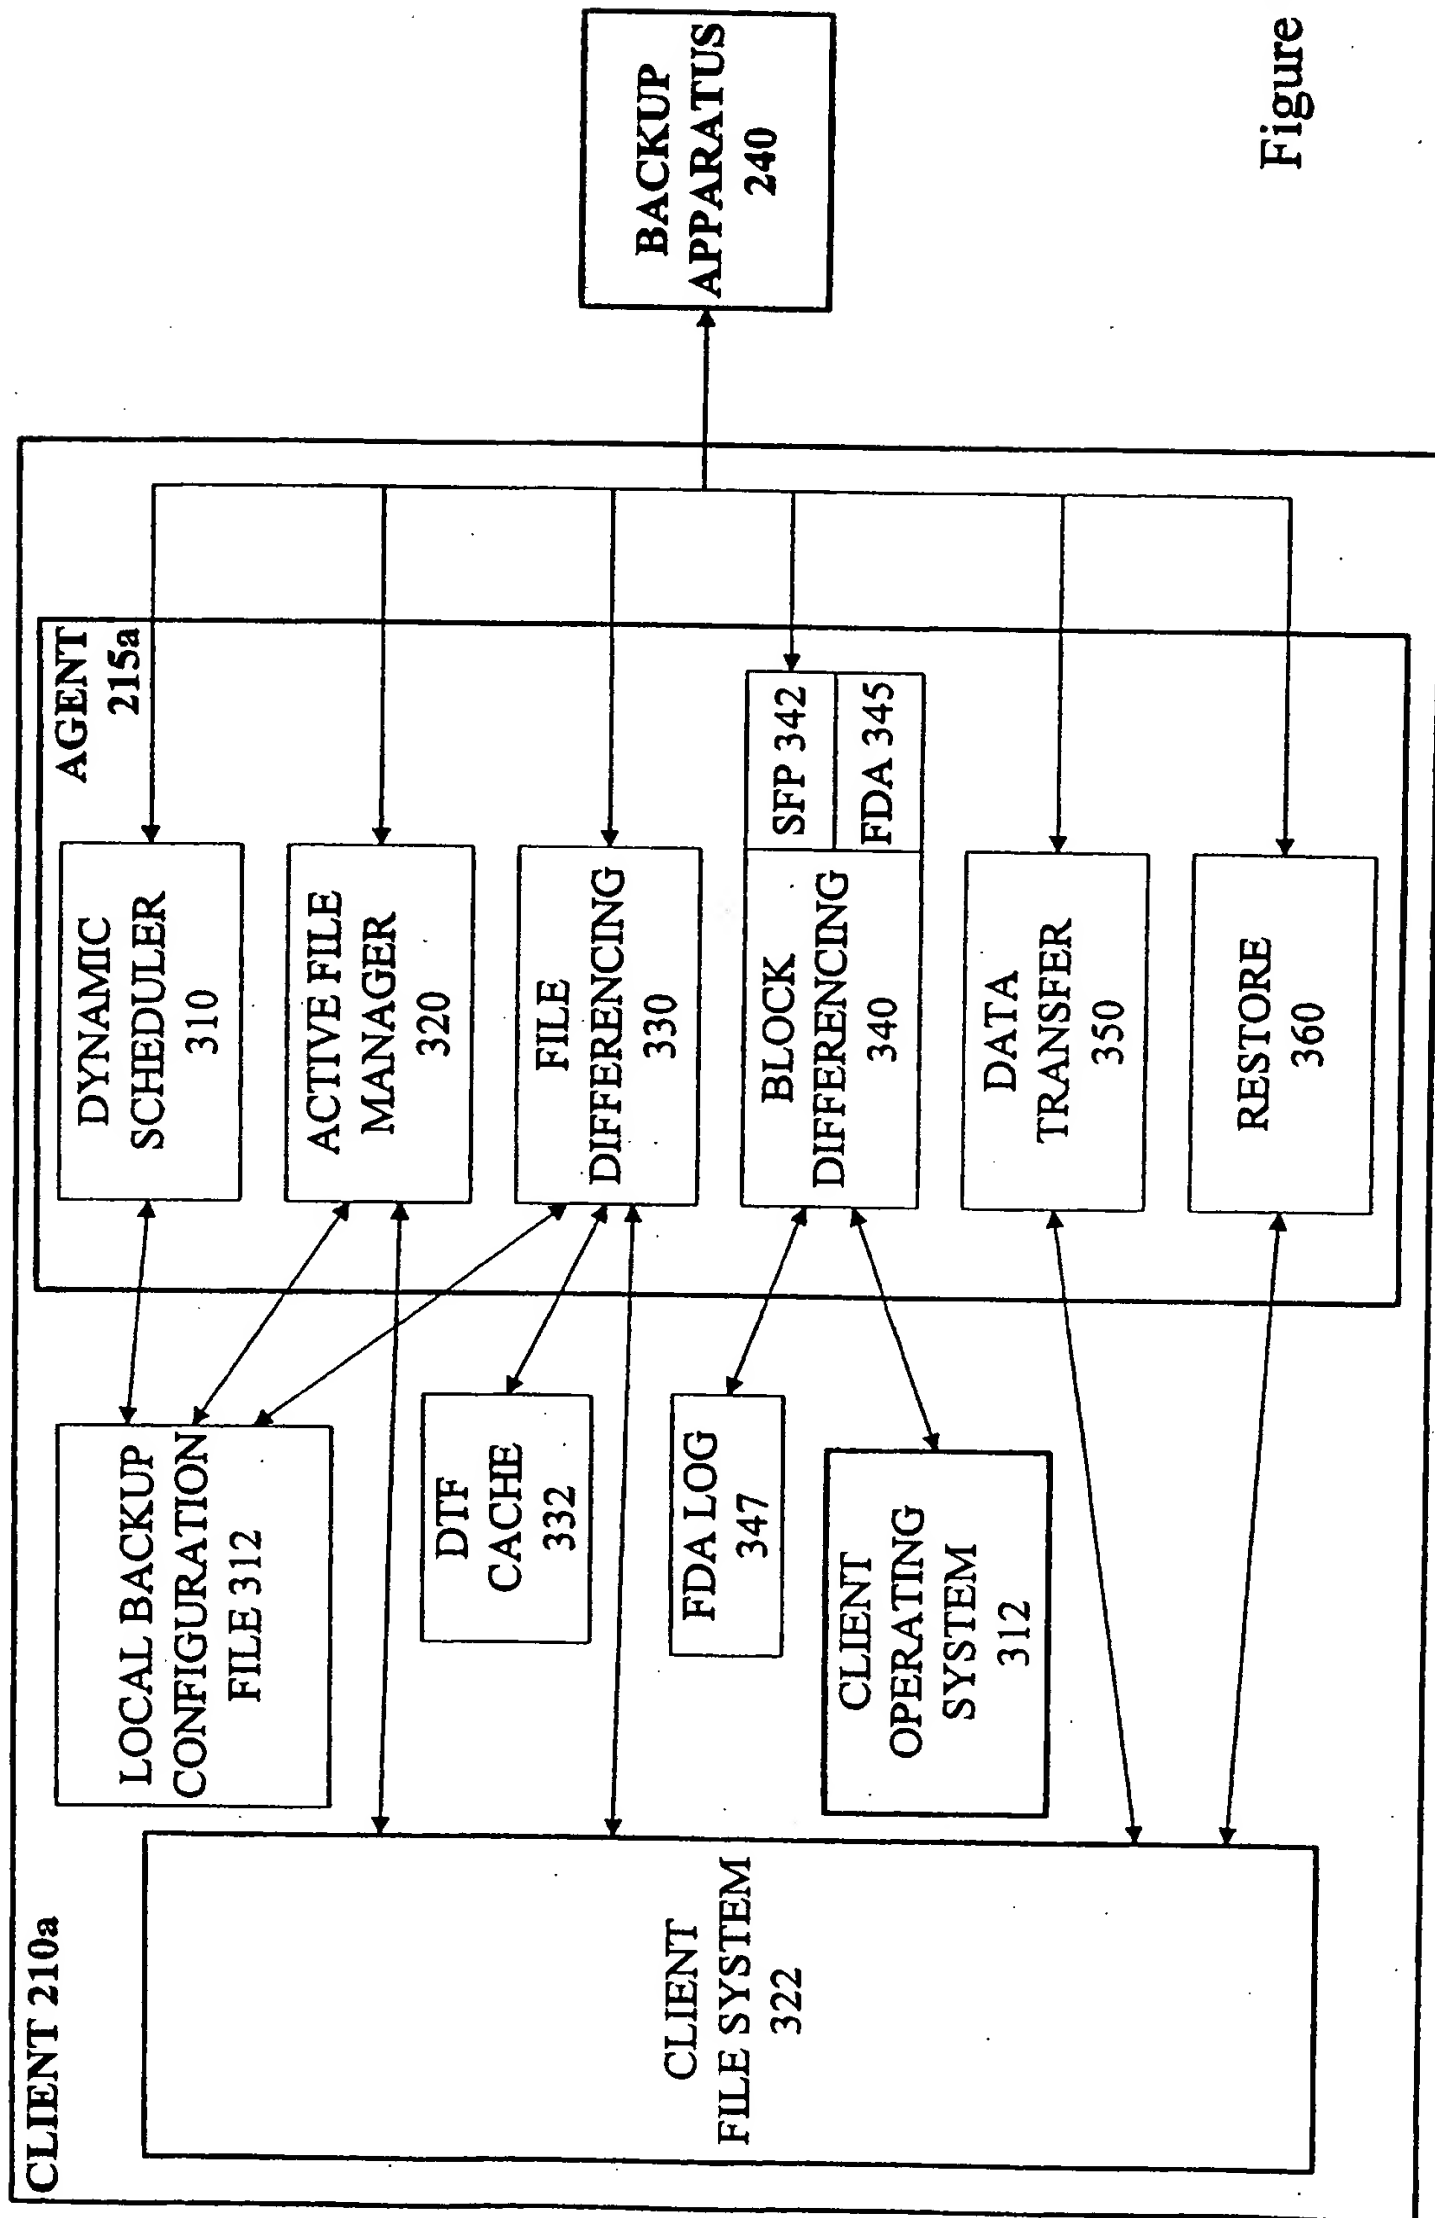 CLIENT 210a
CLIENT
FILE SYSTEM
322
LOCAL BACKUP
CONFIGURATION
FILE 312
DTF
CACHE
332
FDA LOG
347
CLIENT
OPERATING
SYSTEM
312
AGENT
215a
DYNAMIC
SCHEDULER
310
ACTIVE FILE
MANAGER
320
FILE
DIFFERENCING
330
BLOCK
DIFFERENCING
340
SFP 342
FDA 345
DATA
TRANSFER
350
RESTORE
360
BACKUP
APPARATUS
240
Figure